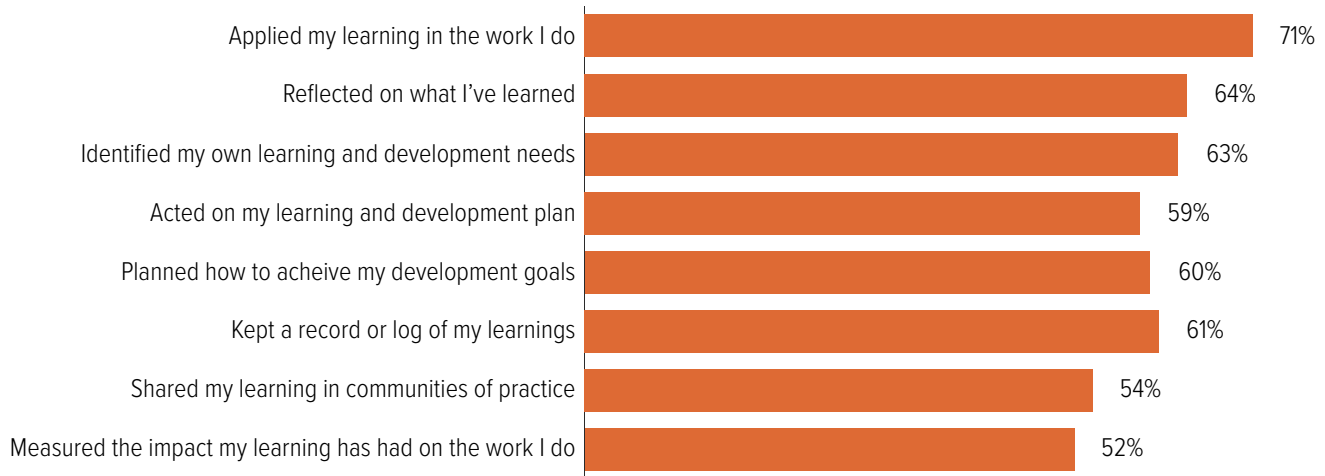 Applied my learning in the work I do 71%
Reflected on what I’ve learned 64%
Identified my own learning and development needs 63%
Acted on my learning and development plan 59%
Planned how to acheive my development goals 60%
Kept a record or log of my learnings 61%
Shared my learning in communities of practice 54%
Measured the impact my learning has had on the work I do 52%